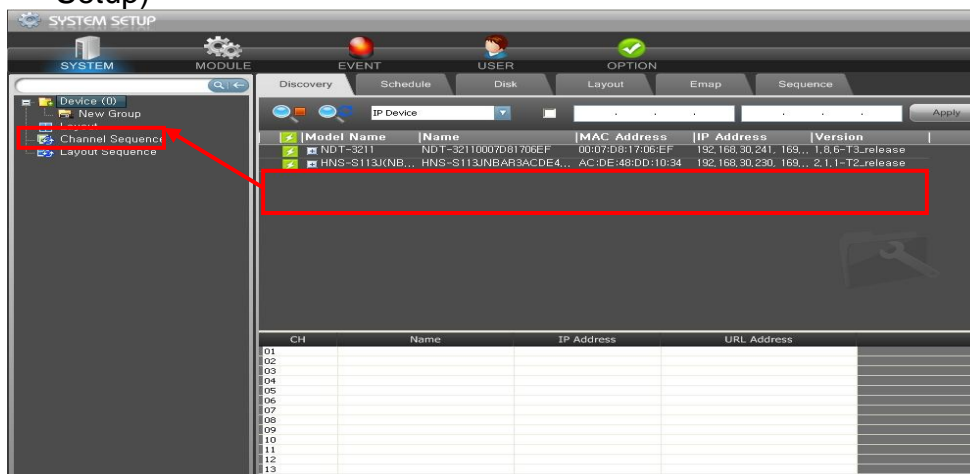 Setup)
SYSTEM SETUP
SYSTEM MODULE EVENT USER OPTION
Discovery Schedule Disk Layout Emap Sequence
Device (0)
New Group
Layout
Channel Sequence
Layout Sequence
IP Device Apply
Model Name Name MAC Address IP Address Version
NDT-3211 NDT-32110007D81706EF 00:07:D8:17:06:EF 192,168,30,241, 169,,, 1,8,6-T3_release
HNS-S113J(NB,,, HNS-S113JNBAR3ACDE4,,, AC:DE:48:DD:10:34 192,168,30,230, 169,,, 2,1,1-T2_release
CH Name IP Address URL Address
01
02
03
04
05
06
07
08
09
10
11
12
13